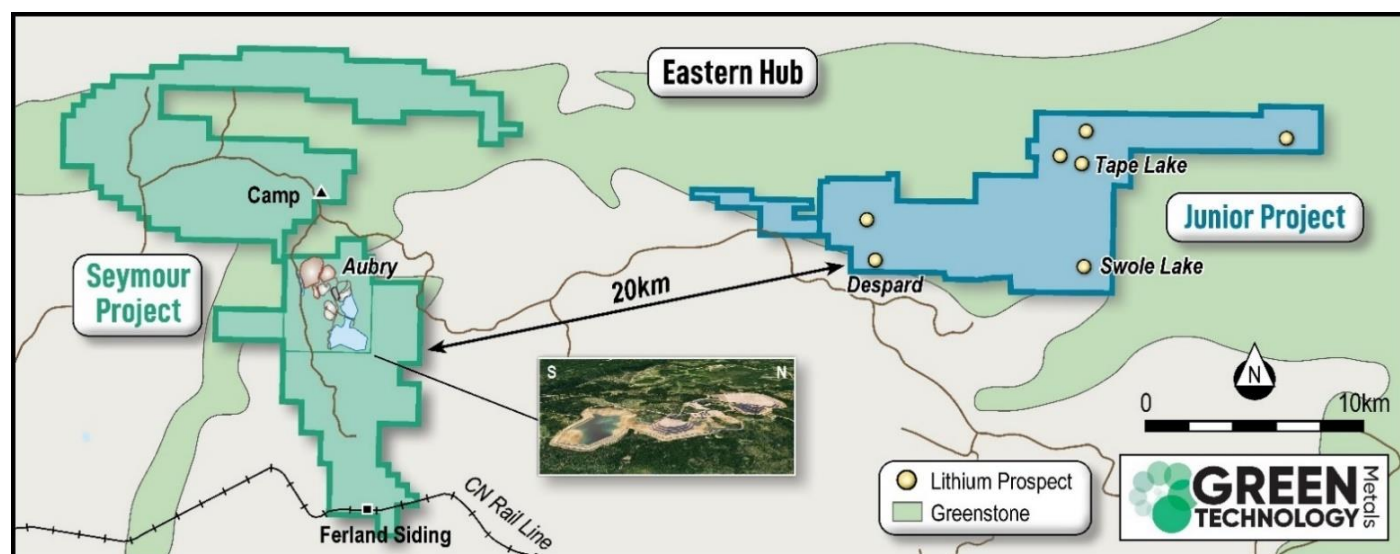 Eastern Hub
Camp
Tape Lake
Junior Project
Seymour
Project
Aubry
Despard
Swole Lake
20km
S
N
N
0
10km
CN Rail Line
Ferland Siding
Lithium Prospect
Greenstone
GREEN
TECHNOLOGY
Metals